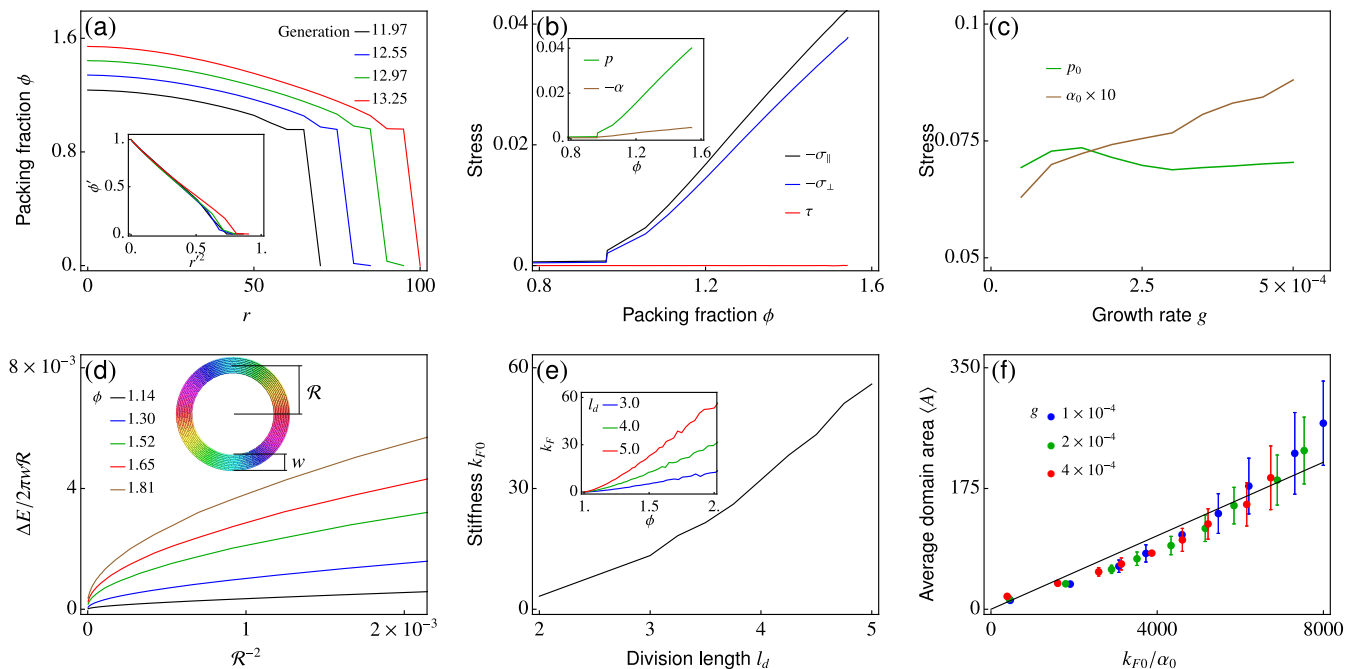 (a)
Packing fraction ϕ
1.6
0.8
0.
0.
50
100
r
Generation
11.97
12.55
12.97
13.25
ϕ′
1.
0.5
0.
0.
0.5
1.
r′²
(b)
Stress
0.04
0.02
0.
0.8
1.2
1.6
Packing fraction ϕ
−σ∥
−σ⊥
τ
0.04
0.02
0.
0.8
1.2
1.6
ϕ
p
−α
(c)
Stress
0.1
0.075
0.05
0.
2.5
5 × 10⁻⁴
Growth rate g
p₀
α₀ × 10
(d)
ΔE/2πwℛ
8 × 10⁻³
4
0
0
1
2 × 10⁻³
ℛ⁻²
ϕ
1.14
1.30
1.52
1.65
1.81
ℛ
w
(e)
Stiffness k_F0
60
30
0
2
3
4
5
Division length l_d
k_F
60
30
0
1.
1.5
2.
ϕ
l_d
3.0
4.0
5.0
(f)
Average domain area ⟨A⟩
350
175
0
0
4000
8000
k_F0/α₀
g
1 × 10⁻⁴
2 × 10⁻⁴
4 × 10⁻⁴